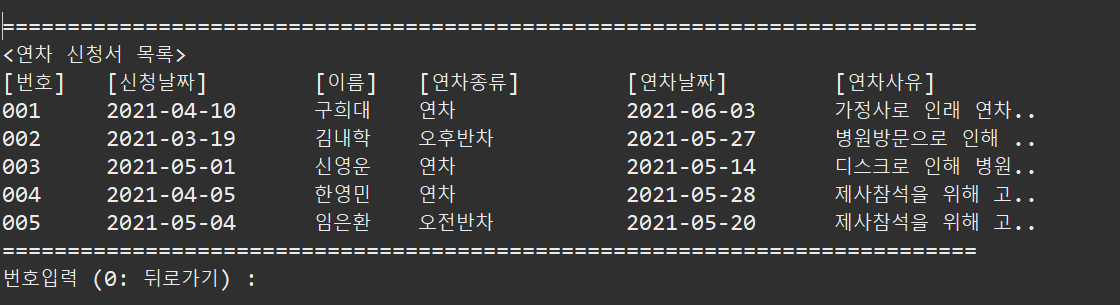 ===========================================================================
<연차 신청서 목록>
[번호] [신청날짜] [이름] [연차종류] [연차날짜] [연차사유]
001 2021-04-10 구희대 연차 2021-06-03 가정사로 인래 연차..
002 2021-03-19 김내학 오후반차 2021-05-27 병원방문으로 인해 ..
003 2021-05-01 신영운 연차 2021-05-14 디스크로 인해 병원..
004 2021-04-05 한영민 연차 2021-05-28 제사참석을 위해 고..
005 2021-05-04 임은환 오전반차 2021-05-20 제사참석을 위해 고..
===========================================================================
번호입력 (0: 뒤로가기) :